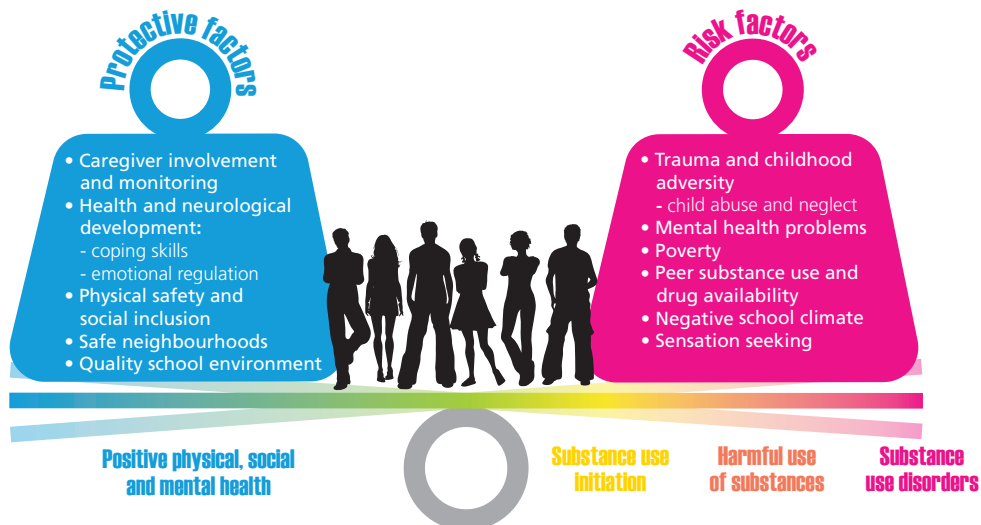 Protective factors
• Caregiver involvement
and monitoring
• Health and neurological
development:
- coping skills
- emotional regulation
• Physical safety and
social inclusion
• Safe neighbourhoods
• Quality school environment
Risk factors
• Trauma and childhood
adversity
- child abuse and neglect
• Mental health problems
• Poverty
• Peer substance use and
drug availability
• Negative school climate
• Sensation seeking
Positive physical, social
and mental health
Substance use
initiation
Harmful use
of substances
Substance
use disorders